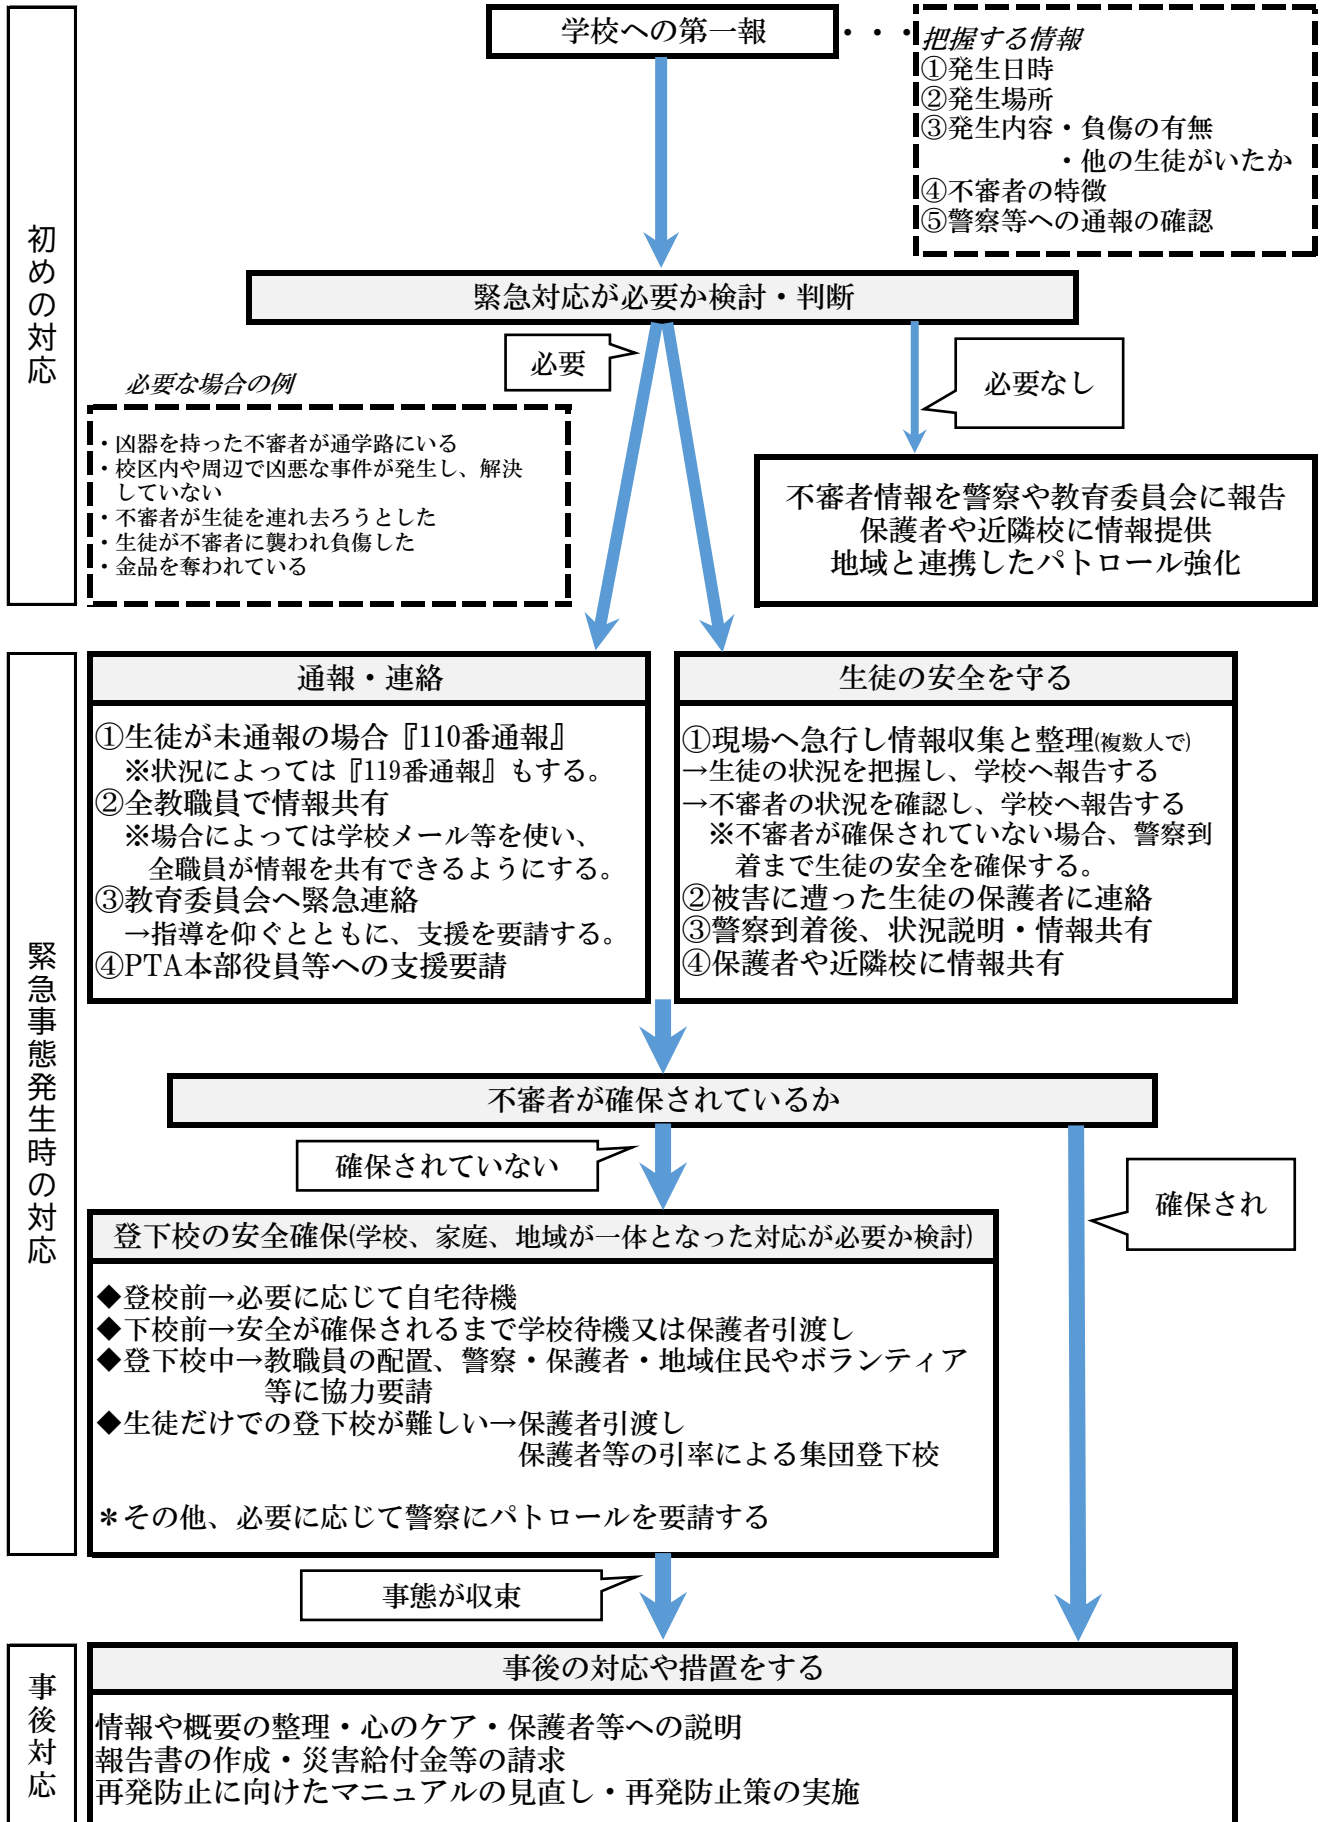 初めの対応
学校への第一報
・・・
把握する情報
①発生日時
②発生場所
③発生内容・負傷の有無
・他の生徒がいたか
④不審者の特徴
⑤警察等への通報の確認
緊急対応が必要か検討・判断
必要
必要なし
必要な場合の例
・凶器を持った不審者が通学路にいる
・校区内や周辺で凶悪な事件が発生し、解決
していない
・不審者が生徒を連れ去ろうとした
・生徒が不審者に襲われ負傷した
・金品を奪われている
不審者情報を警察や教育委員会に報告
保護者や近隣校に情報提供
地域と連携したパトロール強化
緊急事態発生時の対応
通報・連絡
①生徒が未通報の場合『110番通報』
※状況によっては『119番通報』もする。
②全教職員で情報共有
※場合によっては学校メール等を使い、
全職員が情報を共有できるようにする。
③教育委員会へ緊急連絡
→指導を仰ぐとともに、支援を要請する。
④PTA本部役員等への支援要請
生徒の安全を守る
①現場へ急行し情報収集と整理(複数人で)
→生徒の状況を把握し、学校へ報告する
→不審者の状況を確認し、学校へ報告する
※不審者が確保されていない場合、警察到
着まで生徒の安全を確保する。
②被害に遭った生徒の保護者に連絡
③警察到着後、状況説明・情報共有
④保護者や近隣校に情報共有
不審者が確保されているか
確保されていない
確保され
登下校の安全確保(学校、家庭、地域が一体となった対応が必要か検討)
◆登校前→必要に応じて自宅待機
◆下校前→安全が確保されるまで学校待機又は保護者引渡し
◆登下校中→教職員の配置、警察・保護者・地域住民やボランティア
等に協力要請
◆生徒だけでの登下校が難しい→保護者引渡し
保護者等の引率による集団登下校
＊その他、必要に応じて警察にパトロールを要請する
事態が収束
事後対応
事後の対応や措置をする
情報や概要の整理・心のケア・保護者等への説明
報告書の作成・災害給付金等の請求
再発防止に向けたマニュアルの見直し・再発防止策の実施